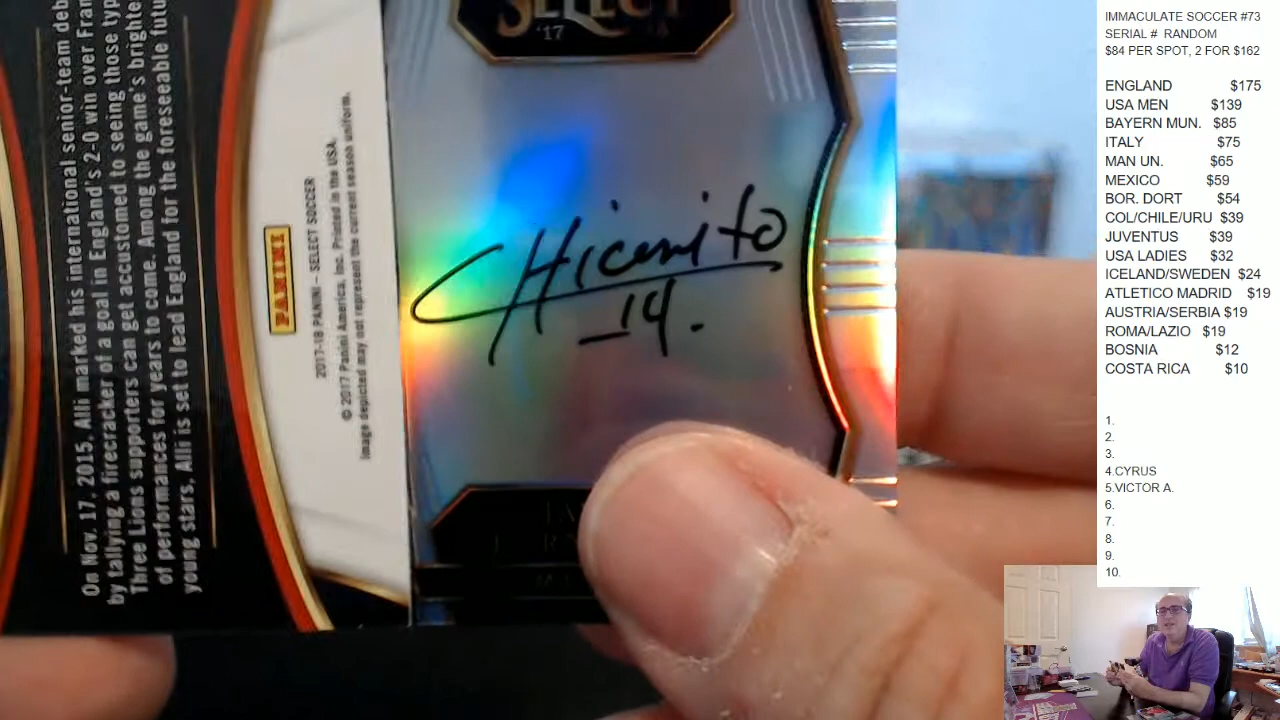 On Nov. 17, 2015, Alli marked his international senior-team
by tallying a firecracker of a goal in England's 2-0 win over
Three Lions supporters can get accustomed to seeing those
of performances for years to come. Among the game's
young stars, Alli is set to lead England for the foreseeable
PANINI
2017-18 PANINI – SELECT SOCCER
© 2017 Panini America, Inc. Printed in the USA.
Image depicted may not represent the current season uniform.
SELECT
'17
CHicarito
14.
IMMACULATE SOCCER #73
SERIAL # RANDOM
$84 PER SPOT, 2 FOR $162
ENGLAND $175
USA MEN $139
BAYERN MUN. $85
ITALY $75
MAN UN. $65
MEXICO $59
BOR. DORT $54
COL/CHILE/URU $39
JUVENTUS $39
USA LADIES $32
ICELAND/SWEDEN $24
ATLETICO MADRID $19
AUSTRIA/SERBIA $19
ROMA/LAZIO $19
BOSNIA $12
COSTA RICA $10
1.
2.
3.
4.CYRUS
5.VICTOR A.
6.
7.
8.
9.
10.